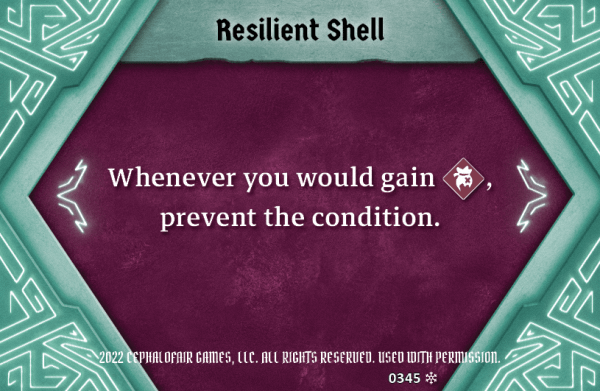 Resilient Shell
Whenever you would gain ,
prevent the condition.
2022 CEPHALOFAIR GAMES, LLC. ALL RIGHTS RESERVED. USED WITH PERMISSION.
0345